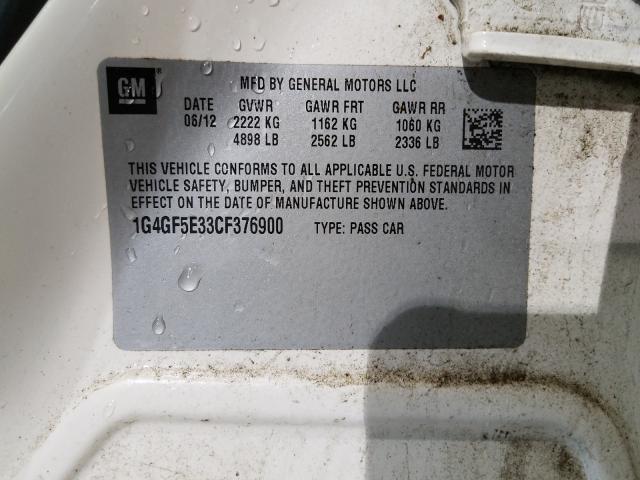 GM
MFD BY GENERAL MOTORS LLC
DATE GVWR GAWR FRT GAWR RR
06/12 2222 KG 1162 KG 1060 KG
4898 LB 2562 LB 2336 LB
THIS VEHICLE CONFORMS TO ALL APPLICABLE U.S. FEDERAL MOTOR
VEHICLE SAFETY, BUMPER, AND THEFT PREVENTION STANDARDS IN
EFFECT ON THE DATE OF MANUFACTURE SHOWN ABOVE.
1G4GF5E33CF376900 TYPE: PASS CAR